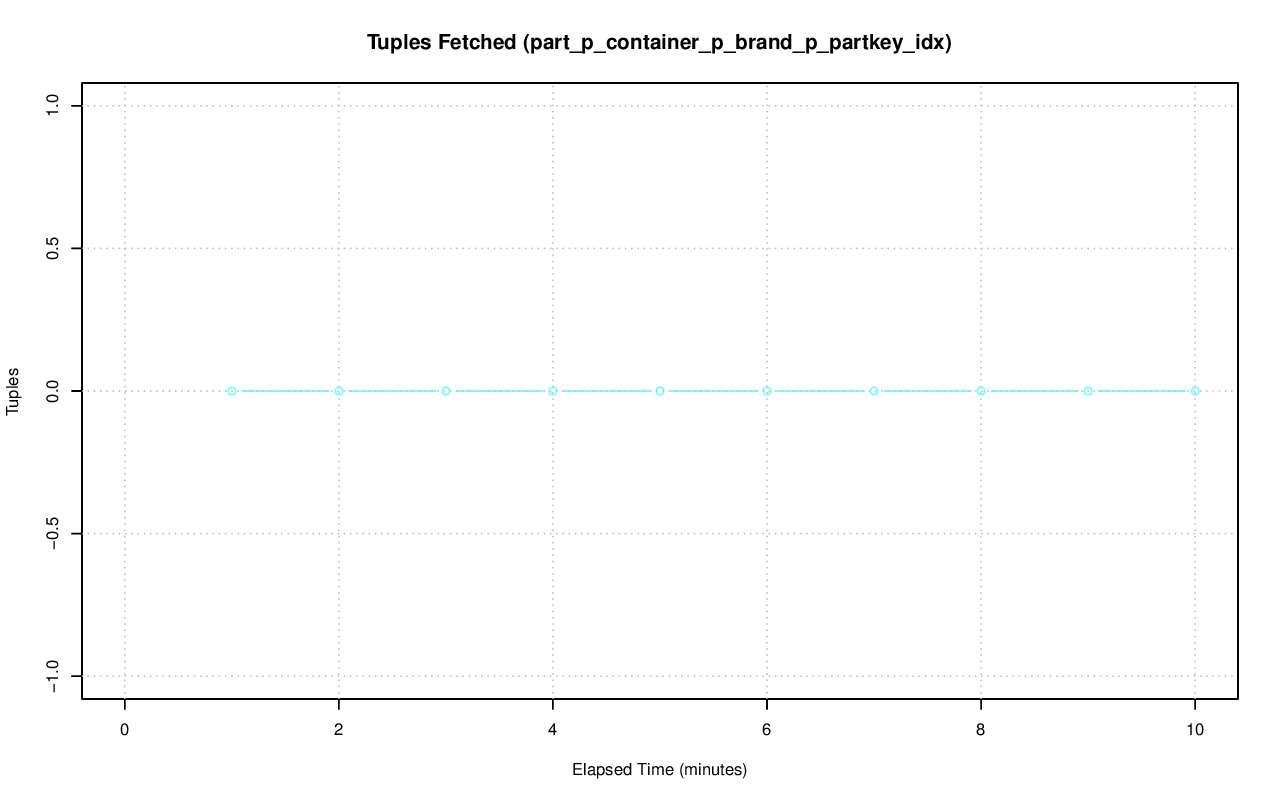 Tuples Fetched (part_p_container_p_brand_p_partkey_idx)
1.0
0.5
0.0
−0.5
−1.0
Tuples
0 2 4 6 8 10
Elapsed Time (minutes)